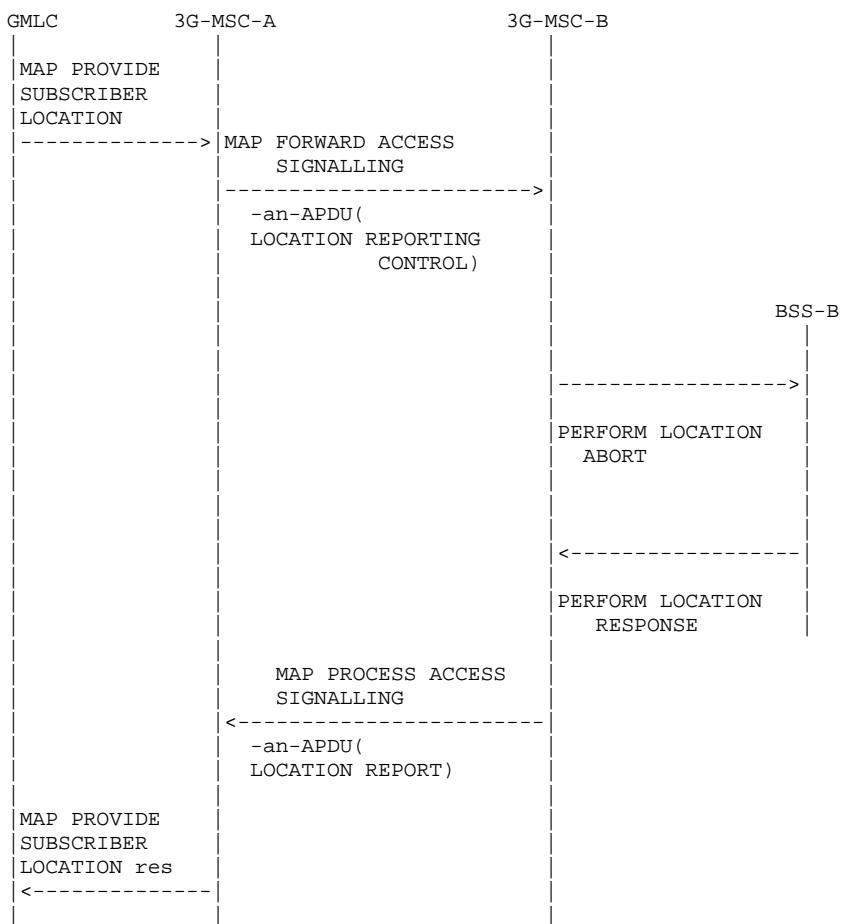 GMLC 3G-MSC-A 3G-MSC-B
MAP PROVIDE
SUBSCRIBER
LOCATION
MAP FORWARD ACCESS
SIGNALLING
-an-APDU(
LOCATION REPORTING
CONTROL)
BSS-B
PERFORM LOCATION
ABORT
PERFORM LOCATION
RESPONSE
MAP PROCESS ACCESS
SIGNALLING
-an-APDU(
LOCATION REPORT)
MAP PROVIDE
SUBSCRIBER
LOCATION res